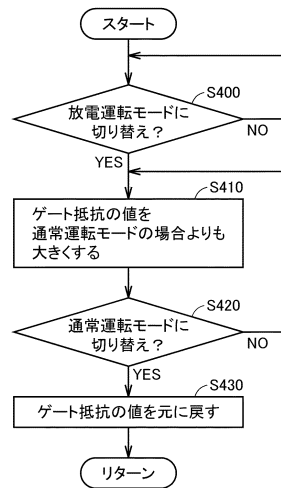 スタート
S400
放電運転モードに
切り替え？
NO
YES
S410
ゲート抵抗の値を
通常運転モードの場合よりも
大きくする
S420
通常運転モードに
切り替え？
NO
YES
S430
ゲート抵抗の値を元に戻す
リターン